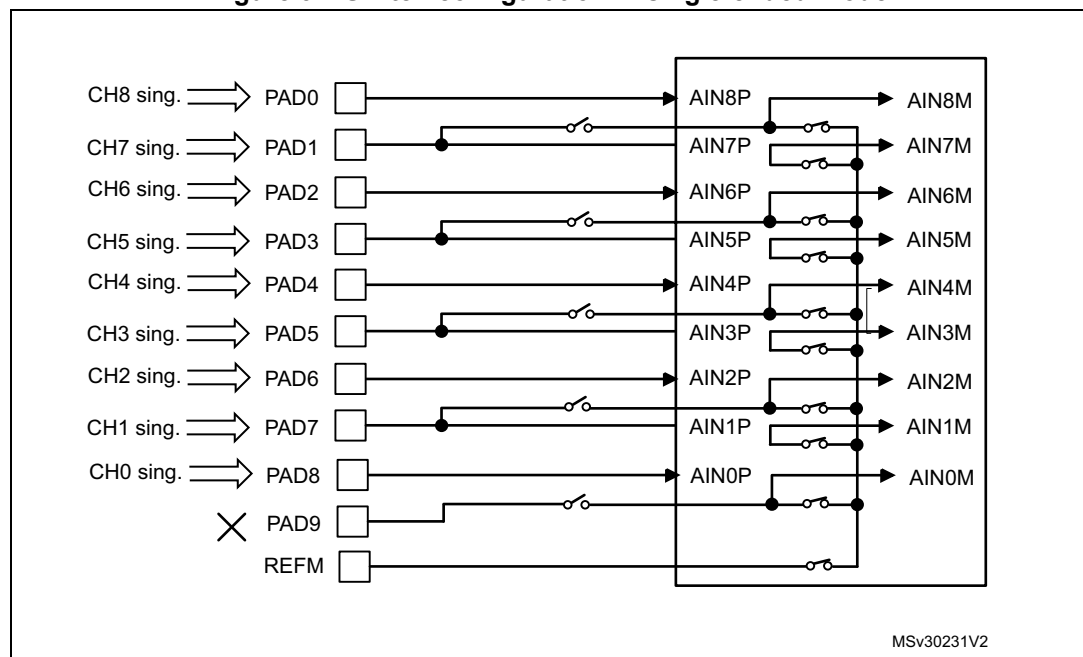 CH8 sing. PAD0 AIN8P AIN8M
CH7 sing. PAD1 AIN7P AIN7M
CH6 sing. PAD2 AIN6P AIN6M
CH5 sing. PAD3 AIN5P AIN5M
CH4 sing. PAD4 AIN4P AIN4M
CH3 sing. PAD5 AIN3P AIN3M
CH2 sing. PAD6 AIN2P AIN2M
CH1 sing. PAD7 AIN1P AIN1M
CH0 sing. PAD8 AIN0P AIN0M
PAD9
REFM
MSv30231V2